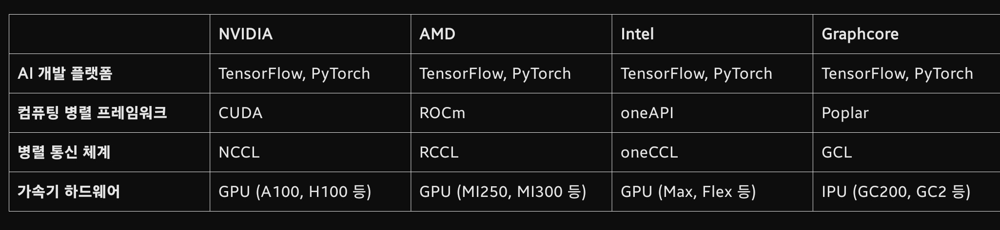 NVIDIA AMD Intel Graphcore
AI 개발 플랫폼 TensorFlow, PyTorch TensorFlow, PyTorch TensorFlow, PyTorch TensorFlow, PyTorch
컴퓨팅 병렬 프레임워크 CUDA ROCm oneAPI Poplar
병렬 통신 체계 NCCL RCCL oneCCL GCL
가속기 하드웨어 GPU (A100, H100 등) GPU (MI250, MI300 등) GPU (Max, Flex 등) IPU (GC200, GC2 등)